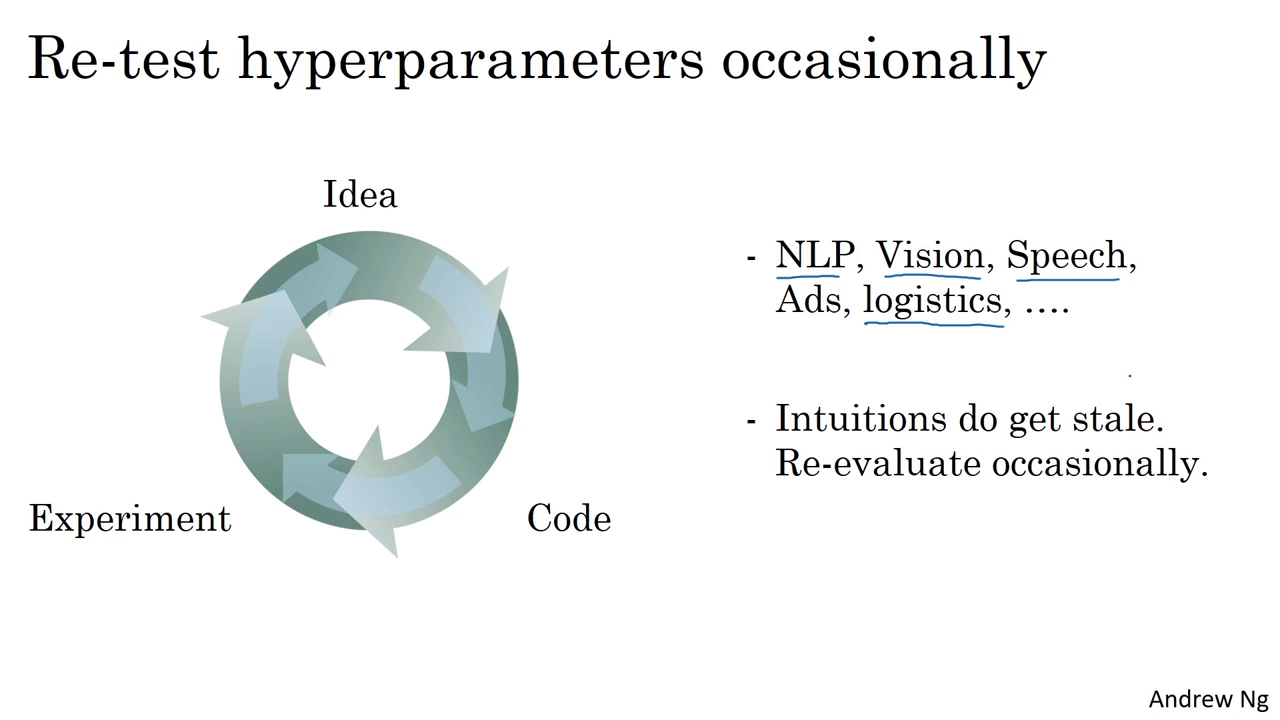 Re-test hyperparameters occasionally
Idea
Experiment
Code
- NLP, Vision, Speech,
Ads, logistics, ....
- Intuitions do get stale.
Re-evaluate occasionally.
Andrew Ng